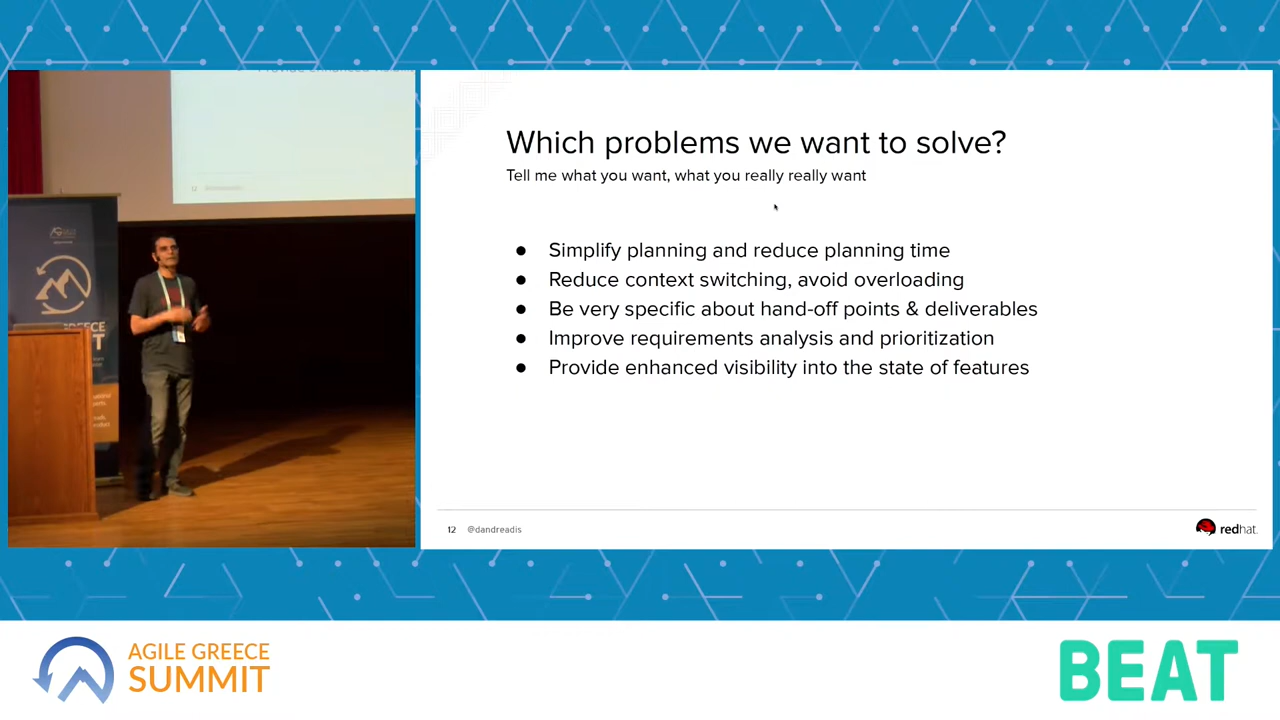 Which problems we want to solve?
Tell me what you want, what you really really want
● Simplify planning and reduce planning time
● Reduce context switching, avoid overloading
● Be very specific about hand-off points & deliverables
● Improve requirements analysis and prioritization
● Provide enhanced visibility into the state of features
12 @dandreadis
redhat.
AGILE GREECE
SUMMIT
BEAT